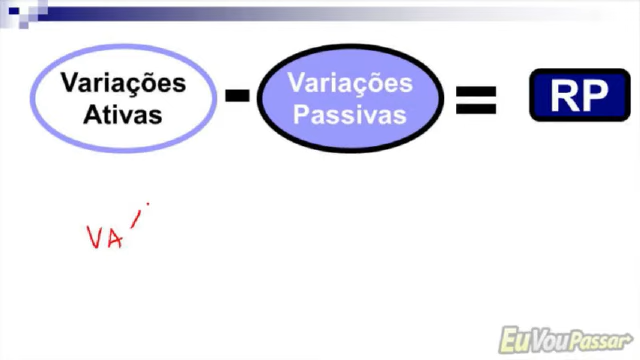 Variações
Ativas
-
Variações
Passivas
=
RP
VA
EuVouPassar